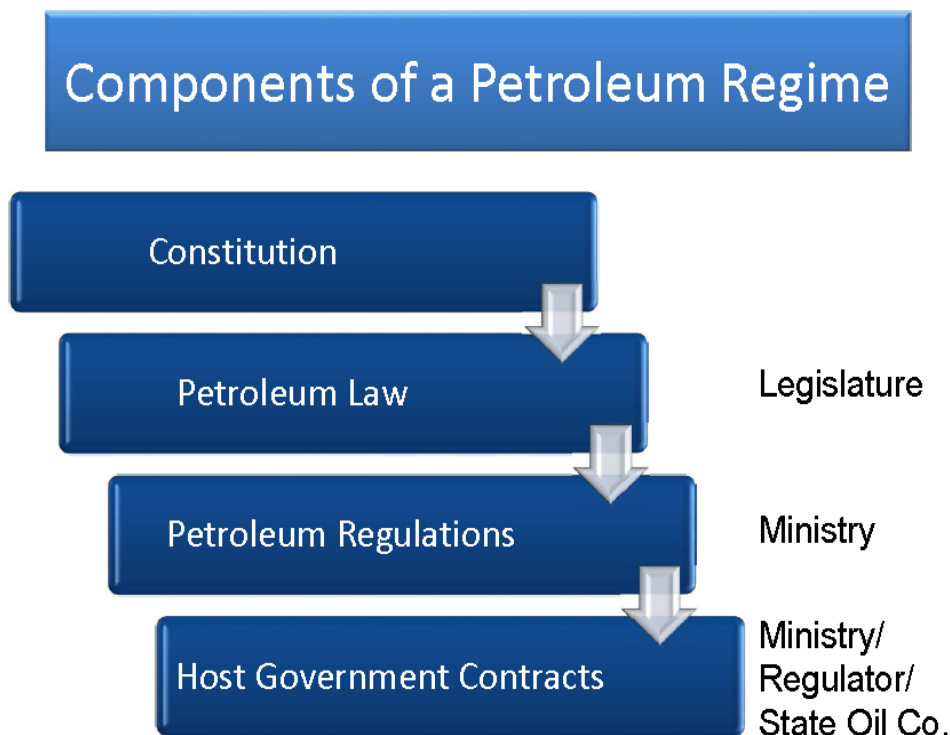 Components of a Petroleum Regime
Constitution
Petroleum Law
Legislature
Petroleum Regulations
Ministry
Host Government Contracts
Ministry/
Regulator/
State Oil Co.